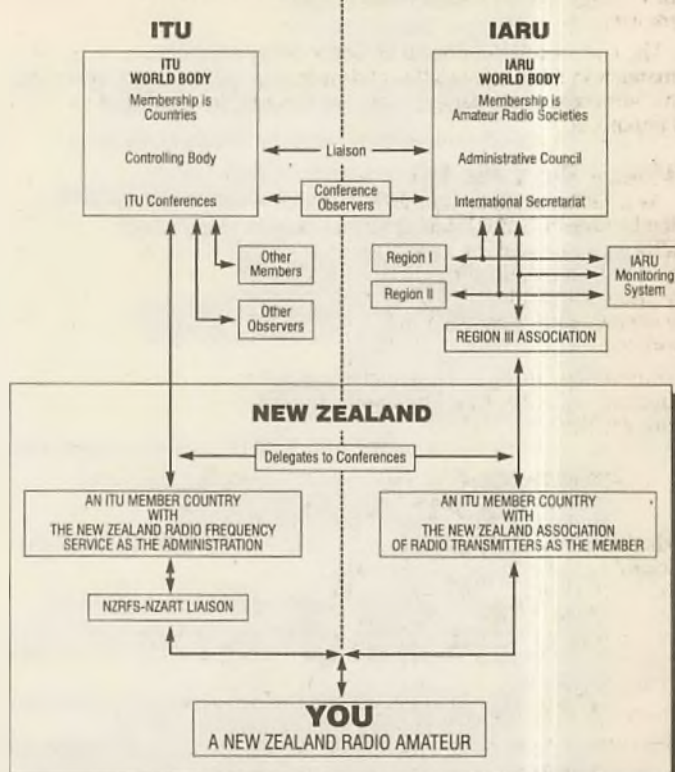 ITU
IARU
ITU
WORLD BODY
Membership is
Countries
Controlling Body
ITU Conferences
IARU
WORLD BODY
Membership is
Amateur Radio Societies
Administrative Council
International Secretariat
Liaison
Conference
Observers
Other
Members
Other
Observers
Region I
Region II
IARU
Monitoring
System
REGION III ASSOCIATION
NEW ZEALAND
Delegates to Conferences
AN ITU MEMBER COUNTRY
WITH
THE NEW ZEALAND RADIO FREQUENCY
SERVICE AS THE ADMINISTRATION
AN ITU MEMBER COUNTRY
WITH
THE NEW ZEALAND ASSOCIATION
OF RADIO TRANSMITTERS AS THE MEMBER
NZRFS-NZART LIAISON
YOU
A NEW ZEALAND RADIO AMATEUR